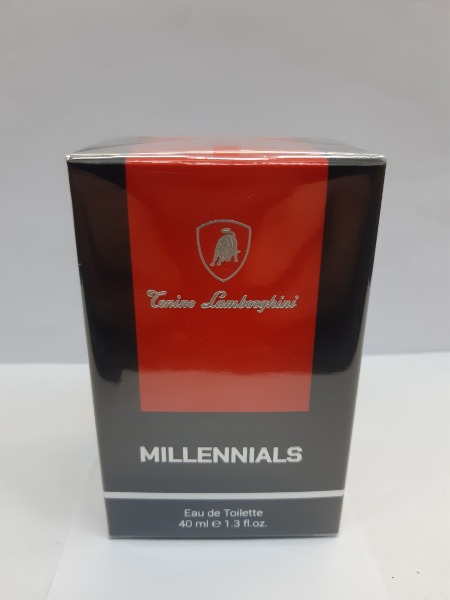 Tonino Lamborghini
MILLENNIALS
Eau de Toilette
40 ml ℮ 1.3 fl.oz.